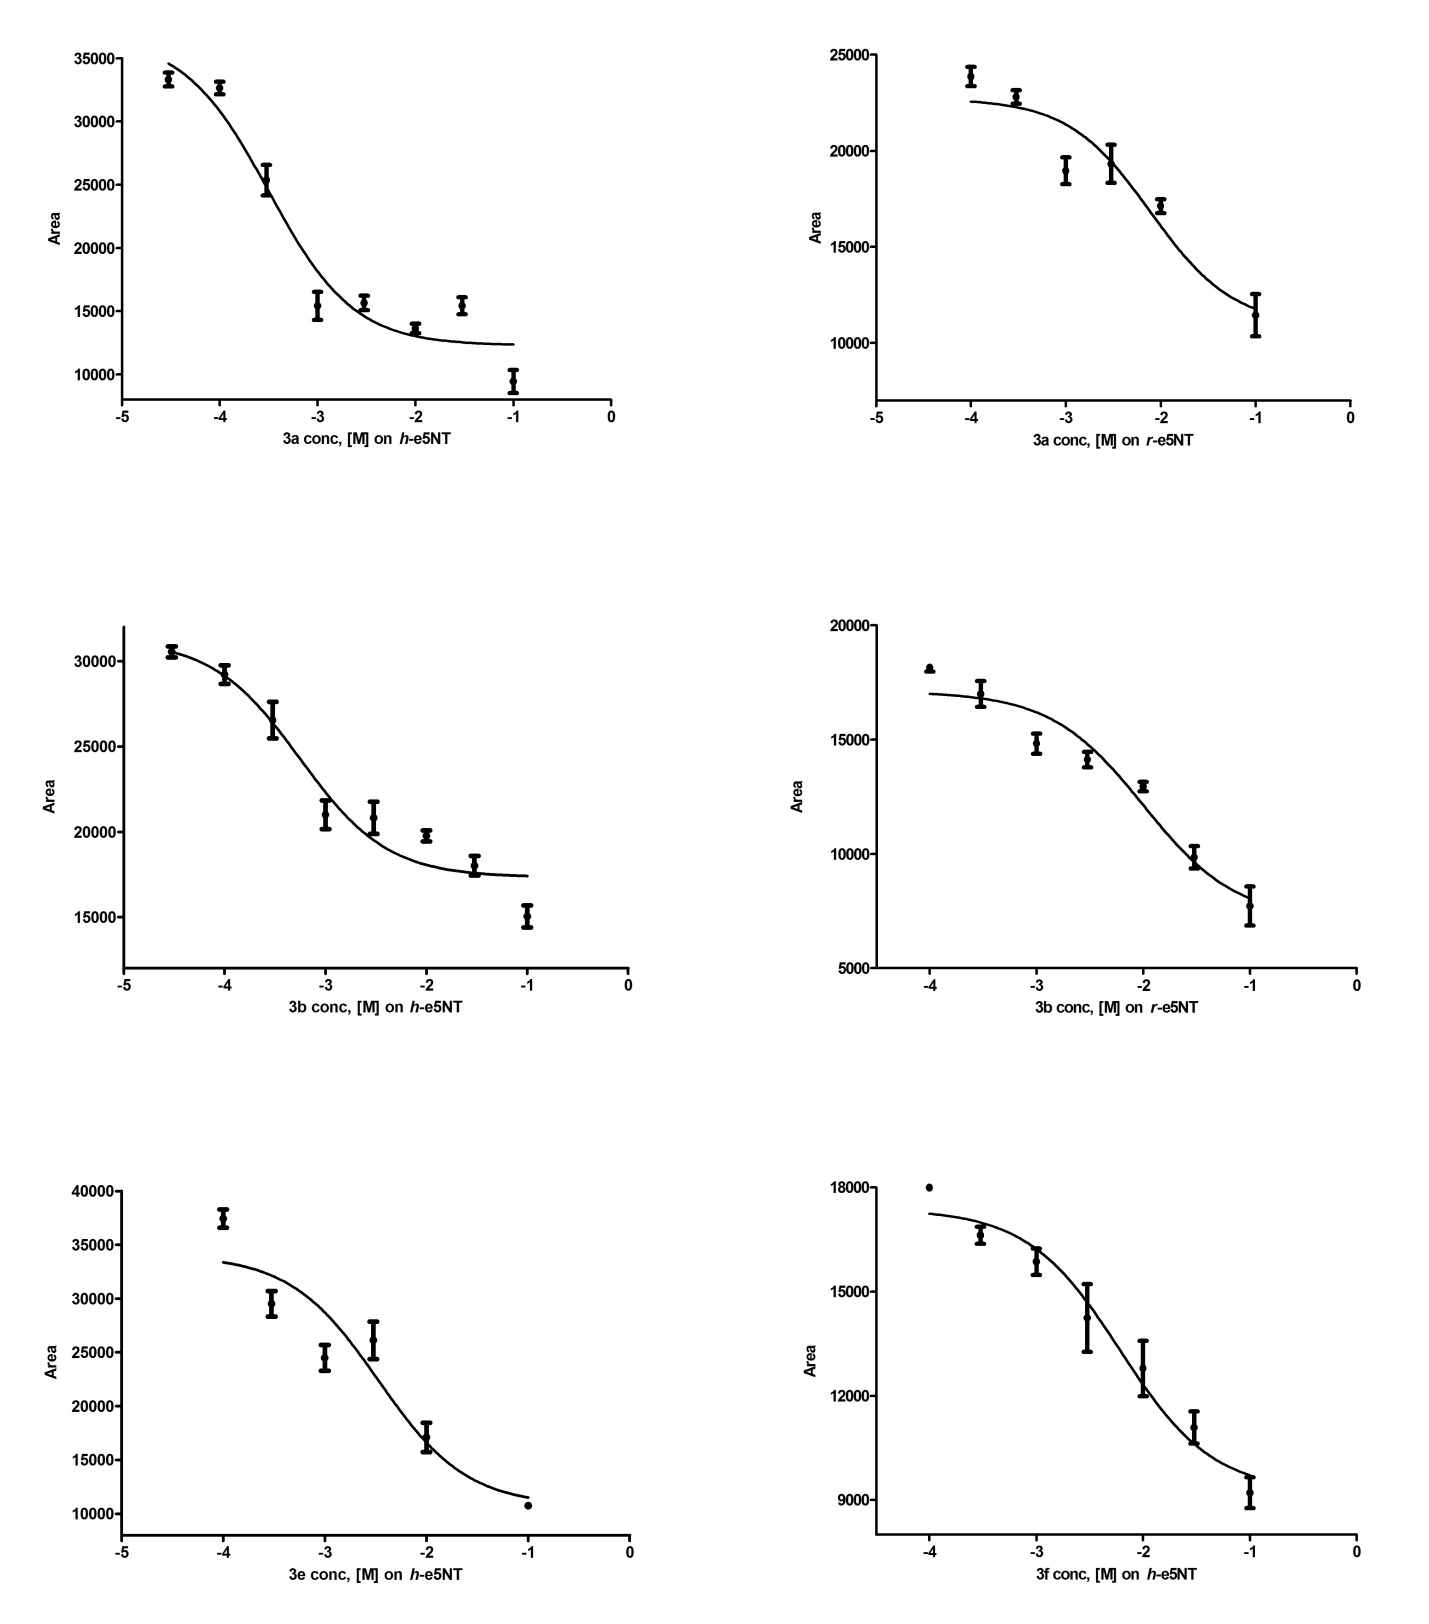 35000
30000
25000
20000
15000
10000
Area
-5 -4 -3 -2 -1 0
3a conc, [M] on h-e5NT
25000
20000
15000
10000
Area
-5 -4 -3 -2 -1 0
3a conc, [M] on r-e5NT
30000
25000
20000
15000
Area
-5 -4 -3 -2 -1 0
3b conc, [M] on h-e5NT
20000
15000
10000
5000
Area
-4 -3 -2 -1 0
3b conc, [M] on r-e5NT
40000
35000
30000
25000
20000
15000
10000
Area
-5 -4 -3 -2 -1 0
3e conc, [M] on h-e5NT
18000
15000
12000
9000
Area
-4 -3 -2 -1 0
3f conc, [M] on h-e5NT